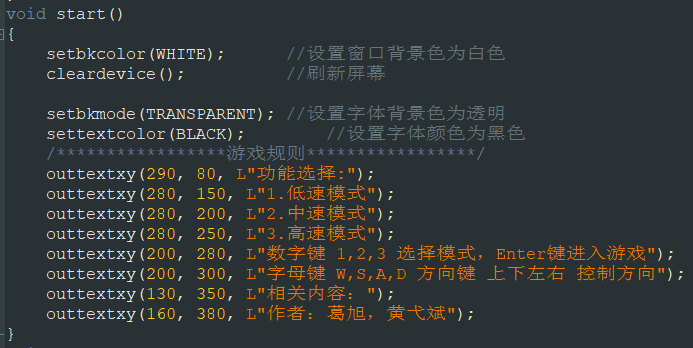 void start()
{
setbkcolor(WHITE); //设置窗口背景色为白色
cleardevice(); //刷新屏幕
setbkmode(TRANSPARENT); //设置字体背景色为透明
settextcolor(BLACK); //设置字体颜色为黑色
/*****************游戏规则*****************/
outtextxy(290, 80, L"功能选择:");
outtextxy(280, 150, L"1.低速模式");
outtextxy(280, 200, L"2.中速模式");
outtextxy(280, 250, L"3.高速模式");
outtextxy(200, 280, L"数字键 1,2,3 选择模式，Enter键进入游戏");
outtextxy(200, 300, L"字母键 W,S,A,D 方向键 上下左右 控制方向");
outtextxy(130, 350, L"相关内容：");
outtextxy(160, 380, L"作者：葛旭，黄弋斌");
}